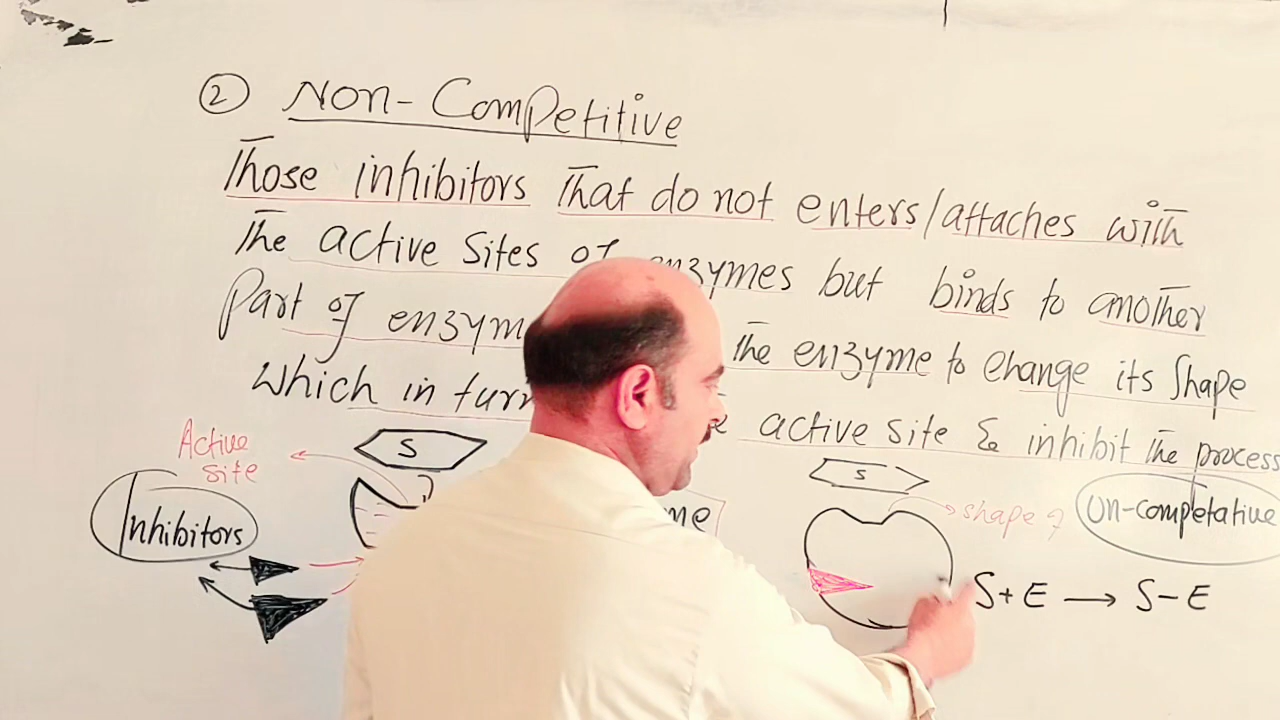 ② Non-Competitive
Those inhibitors that do not enters/attaches with
the active sites of enzymes but binds to another
Part of enzym the enzyme to change its shape
which in turn active site & inhibit the process
Active
site
S
S
Inhibitors
shape of
Un-competative
S+E → S-E